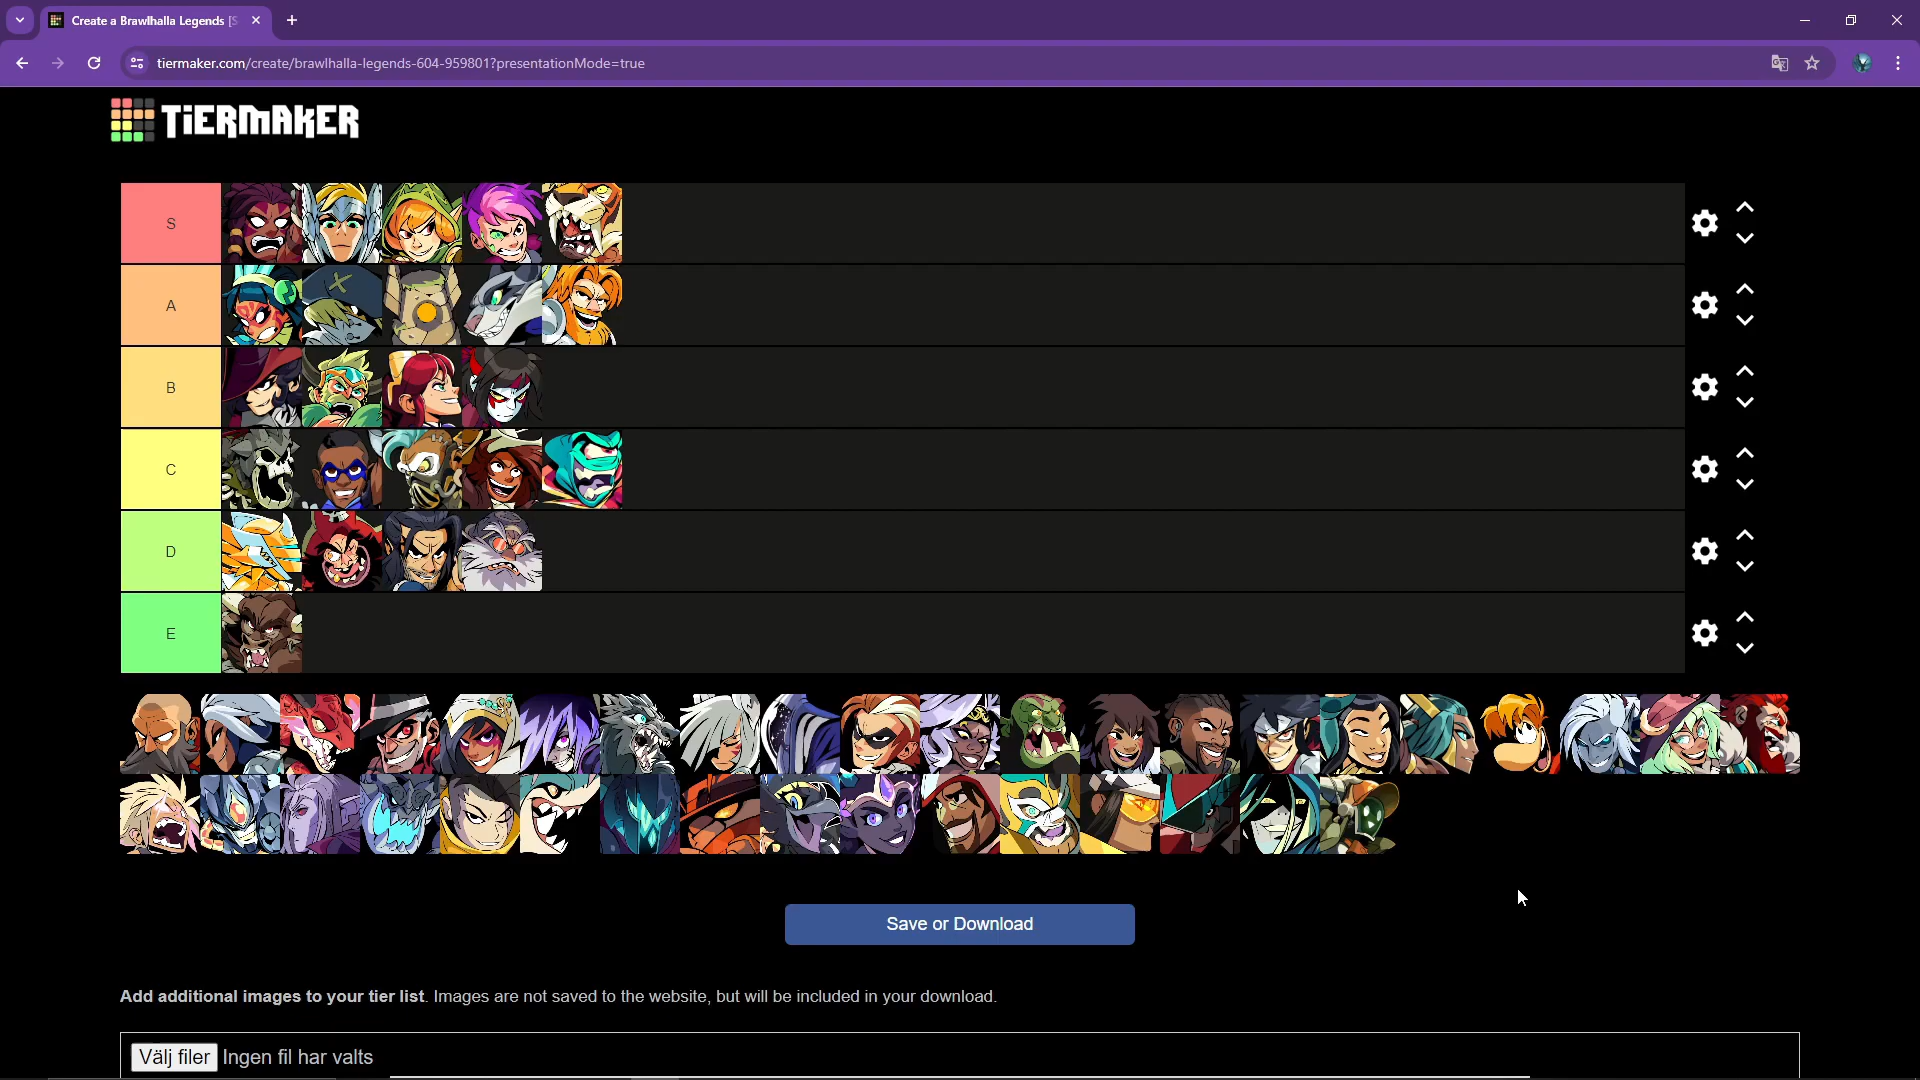 Create a Brawlhalla Legends [S
tiermaker.com/create/brawlhalla-legends-604-959801?presentationMode=true
TiERMAKER
S
A
B
C
D
E
Save or Download
Add additional images to your tier list. Images are not saved to the website, but will be included in your download.
Välj filer Ingen fil har valts